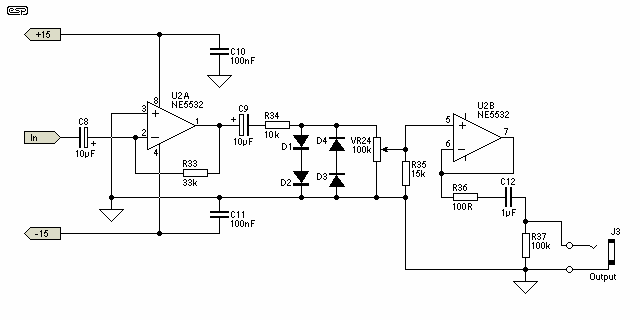 esp
+15
C10
100nF
U2A
NE5532
8
3
+
2
-
1
4
In
C8
+
10µF
R33
33k
+
C9
10µF
R34
10k
D1
D2
D4
D3
VR24
100k
R35
15k
U2B
NE5532
5
+
6
-
7
R36
100R
C12
1µF
R37
100k
J3
Output
C11
100nF
-15